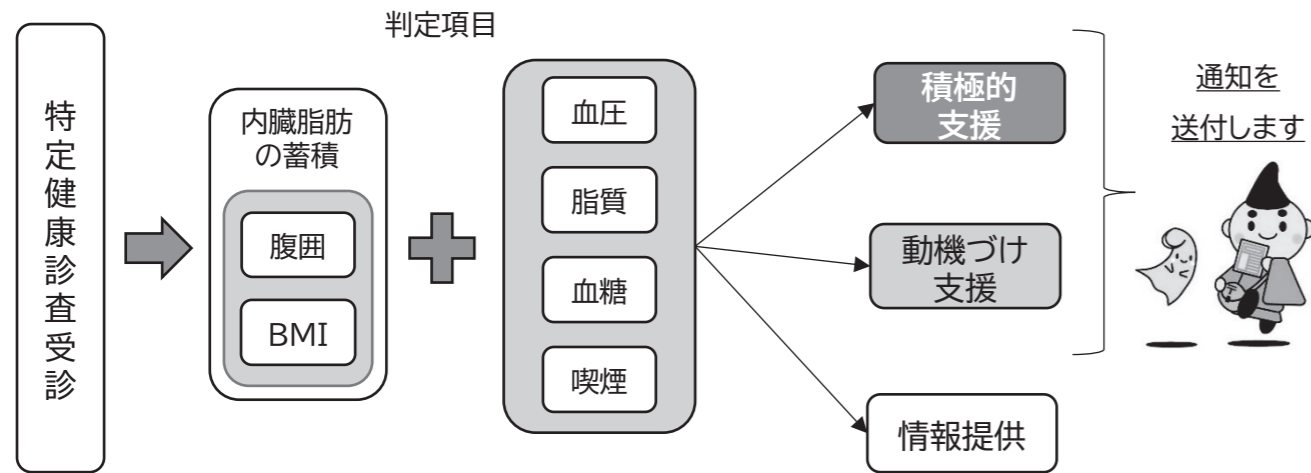 判定項目
特定健康診査受診
内臓脂肪
の蓄積
腹囲
BMI
血圧
脂質
血糖
喫煙
積極的
支援
動機づけ
支援
情報提供
通知を
送付します